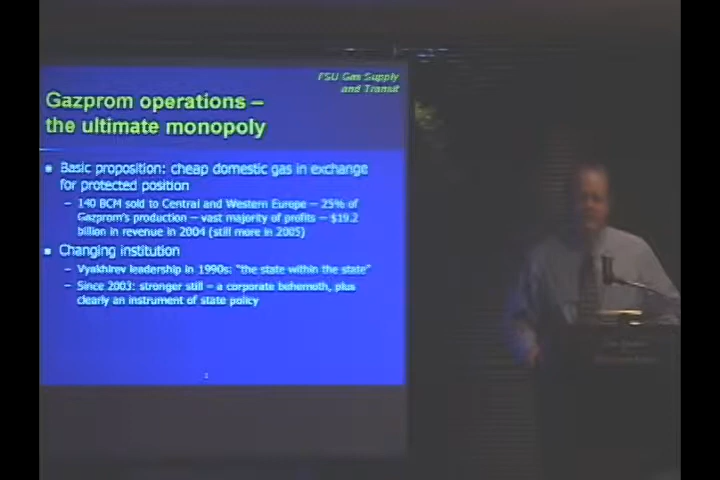 FSU Gas Supply
and Transit
Gazprom operations –
the ultimate monopoly
Basic proposition: cheap domestic gas in exchange
for protected position
– 140 BCM sold to Central and Western Europe – 25% of
Gazprom's production – vast majority of profits – $19.2
billion in revenue in 2004 (still more in 2005)
Changing institution
– Vyakhirev leadership in 1990s: "the state within the state"
– Since 2003: stronger still – a corporate behemoth, plus
clearly an instrument of state policy